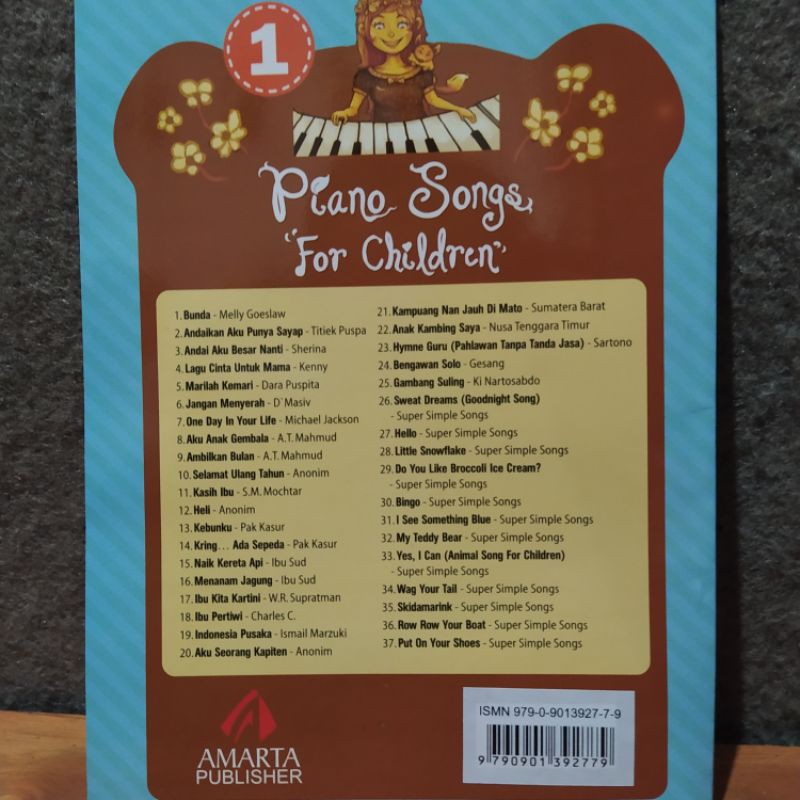 1
Piano Songs
"For Children"
1. Bunda - Melly Goeslaw
2. Andaikan Aku Punya Sayap - Titiek Puspa
3. Andai Aku Besar Nanti - Sherina
4. Lagu Cinta Untuk Mama - Kenny
5. Marilah Kemari - Dara Puspita
6. Jangan Menyerah - D'Masiv
7. One Day In Your Life - Michael Jackson
8. Aku Anak Gembala - A.T. Mahmud
9. Ambilkan Bulan - A.T. Mahmud
10. Selamat Ulang Tahun - Anonim
11. Kasih Ibu - S.M. Mochtar
12. Heli - Anonim
13. Kebunku - Pak Kasur
14. Kring... Ada Sepeda - Pak Kasur
15. Naik Kereta Api - Ibu Sud
16. Menanam Jagung - Ibu Sud
17. Ibu Kita Kartini - W.R. Supratman
18. Ibu Pertiwi - Charles C.
19. Indonesia Pusaka - Ismail Marzuki
20. Aku Seorang Kapiten - Anonim
21. Kampuang Nan Jauh Di Mato - Sumatera Barat
22. Anak Kambing Saya - Nusa Tenggara Timur
23. Hymne Guru (Pahlawan Tanpa Tanda Jasa) - Sartono
24. Bengawan Solo - Gesang
25. Gambang Suling - Ki Nartosabdo
26. Sweat Dreams (Goodnight Song)
- Super Simple Songs
27. Hello - Super Simple Songs
28. Little Snowflake - Super Simple Songs
29. Do You Like Broccoli Ice Cream?
- Super Simple Songs
30. Bingo - Super Simple Songs
31. I See Something Blue - Super Simple Songs
32. My Teddy Bear - Super Simple Songs
33. Yes, I Can (Animal Song For Children)
- Super Simple Songs
34. Wag Your Tail - Super Simple Songs
35. Skidamarink - Super Simple Songs
36. Row Row Your Boat - Super Simple Songs
37. Put On Your Shoes - Super Simple Songs
AMARTA
PUBLISHER
ISMN 979-0-9013927-7-9
9 790901 392779